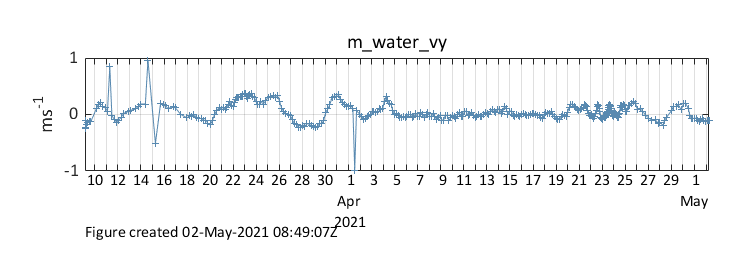 m_water_vy
1
0
-1
ms-1
10 12 14 16 18 20 22 24 26 28 30 1 3 5 7 9 11 13 15 17 19 21 23 25 27 29 1
Apr May
2021
Figure created 02-May-2021 08:49:07Z